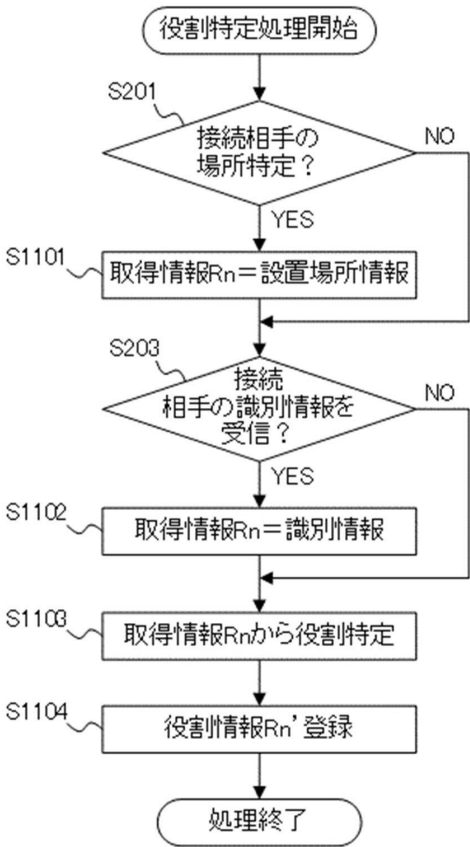 役割特定処理開始
S201
接続相手の
場所特定？
NO
YES
S1101
取得情報Rn＝設置場所情報
S203
接続
相手の識別情報を
受信？
NO
YES
S1102
取得情報Rn＝識別情報
S1103
取得情報Rnから役割特定
S1104
役割情報Rn’登録
処理終了